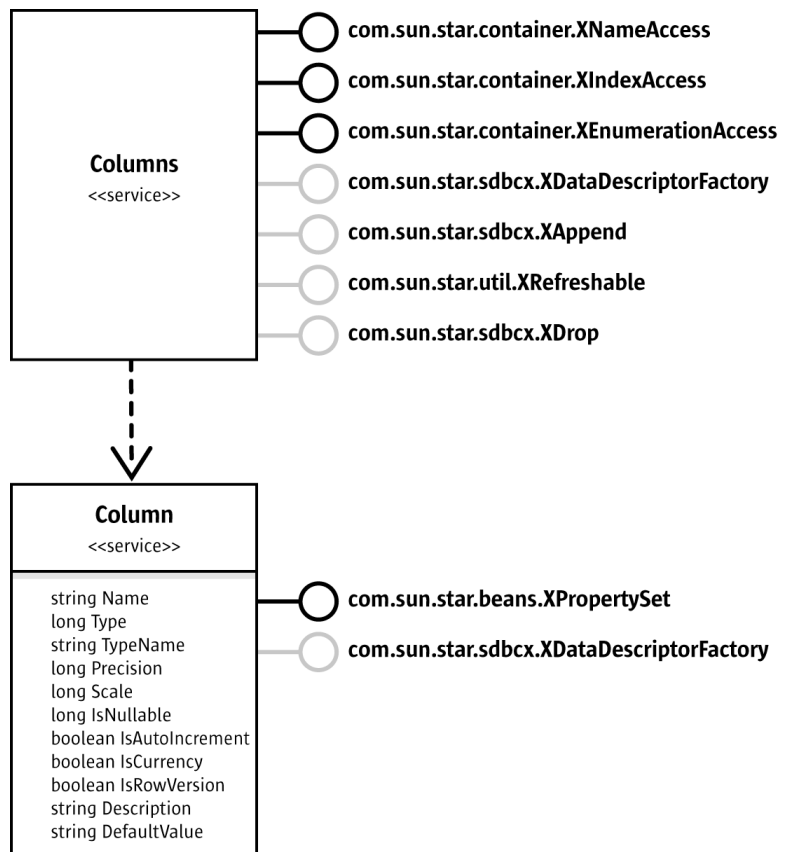 com.sun.star.container.XNameAccess
com.sun.star.container.XIndexAccess
com.sun.star.container.XEnumerationAccess
Columns
<<service>>
com.sun.star.sdbcx.XDataDescriptorFactory
com.sun.star.sdbcx.XAppend
com.sun.star.util.XRefreshable
com.sun.star.sdbcx.XDrop
Column
<<service>>
string Name
long Type
string TypeName
long Precision
long Scale
long IsNullable
boolean IsAutoIncrement
boolean IsCurrency
boolean IsRowVersion
string Description
string DefaultValue
com.sun.star.beans.XPropertySet
com.sun.star.sdbcx.XDataDescriptorFactory